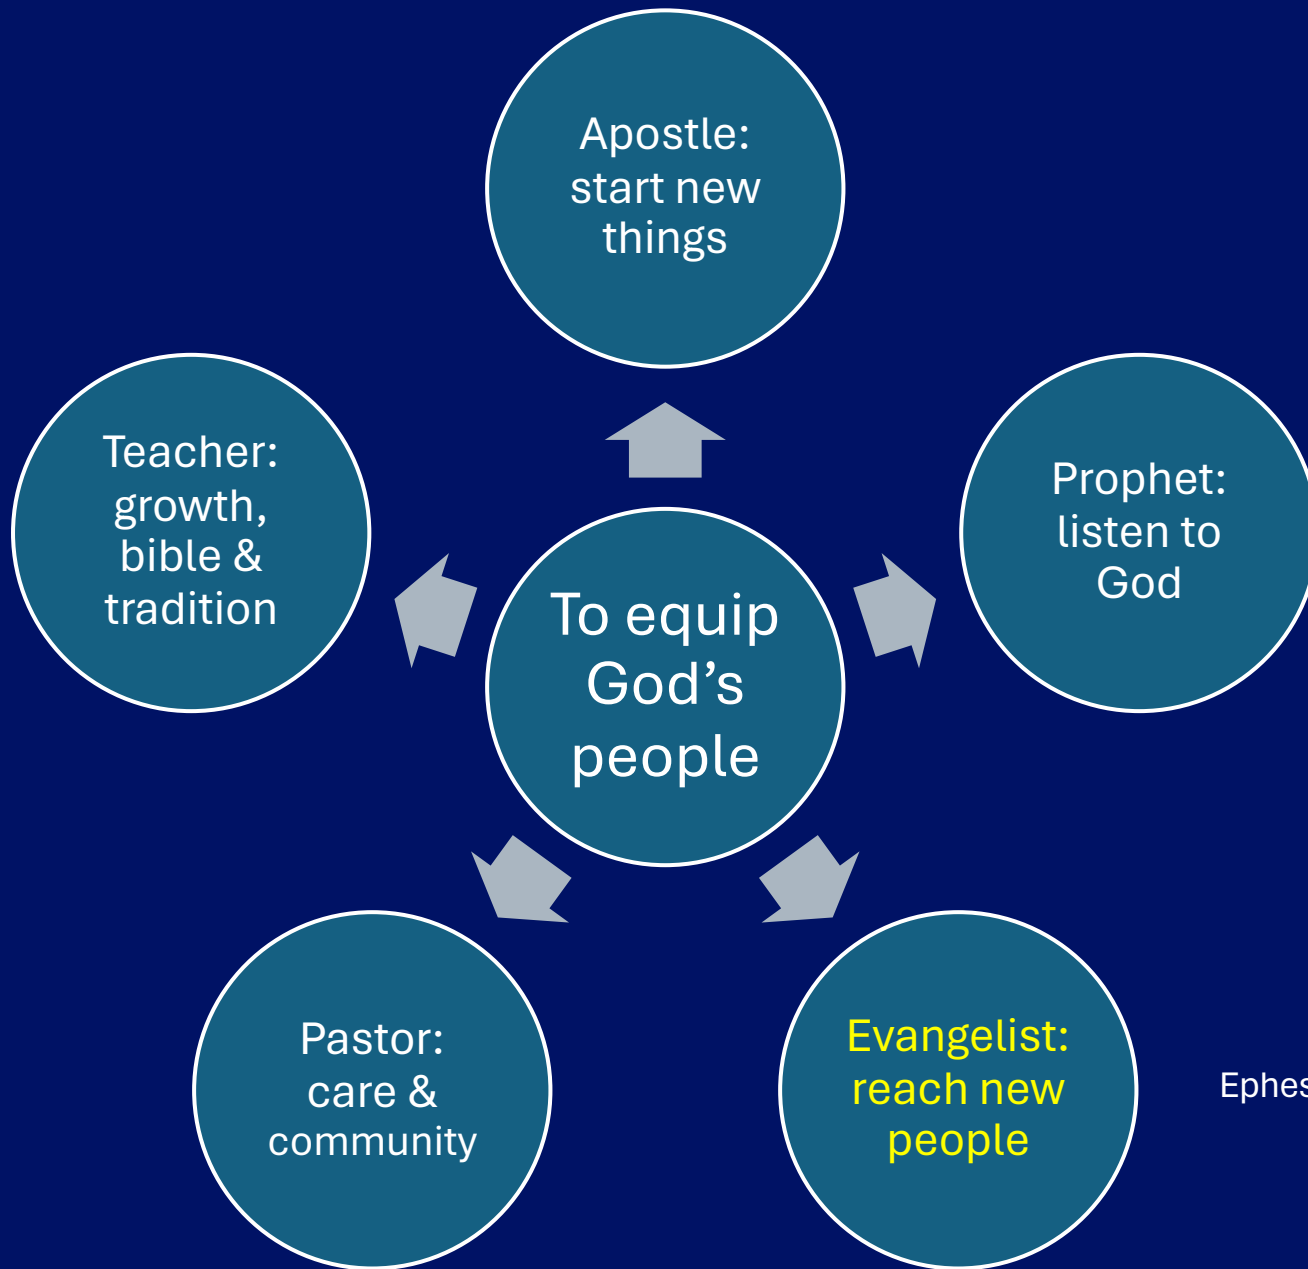 Apostle:
start new
things
Teacher:
growth,
bible &
tradition
Prophet:
listen to
God
To equip
God’s
people
Pastor:
care &
community
Evangelist:
reach new
people